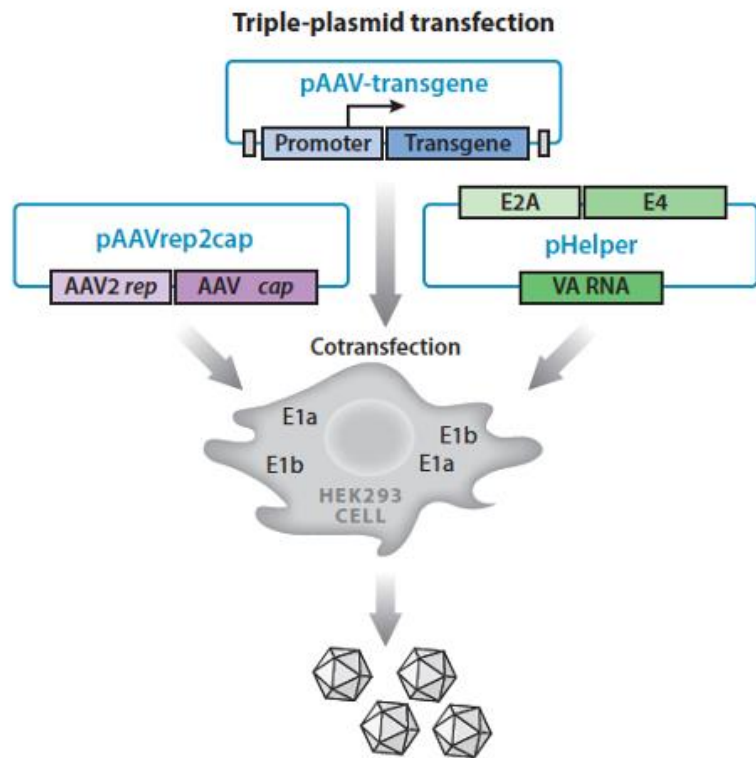 Triple-plasmid transfection
pAAV-transgene
Promoter Transgene
E2A E4
pAAVrep2cap
pHelper
AAV2 rep AAV cap
VA RNA
Cotransfection
E1a
E1b
E1b
E1a
HEK293
CELL